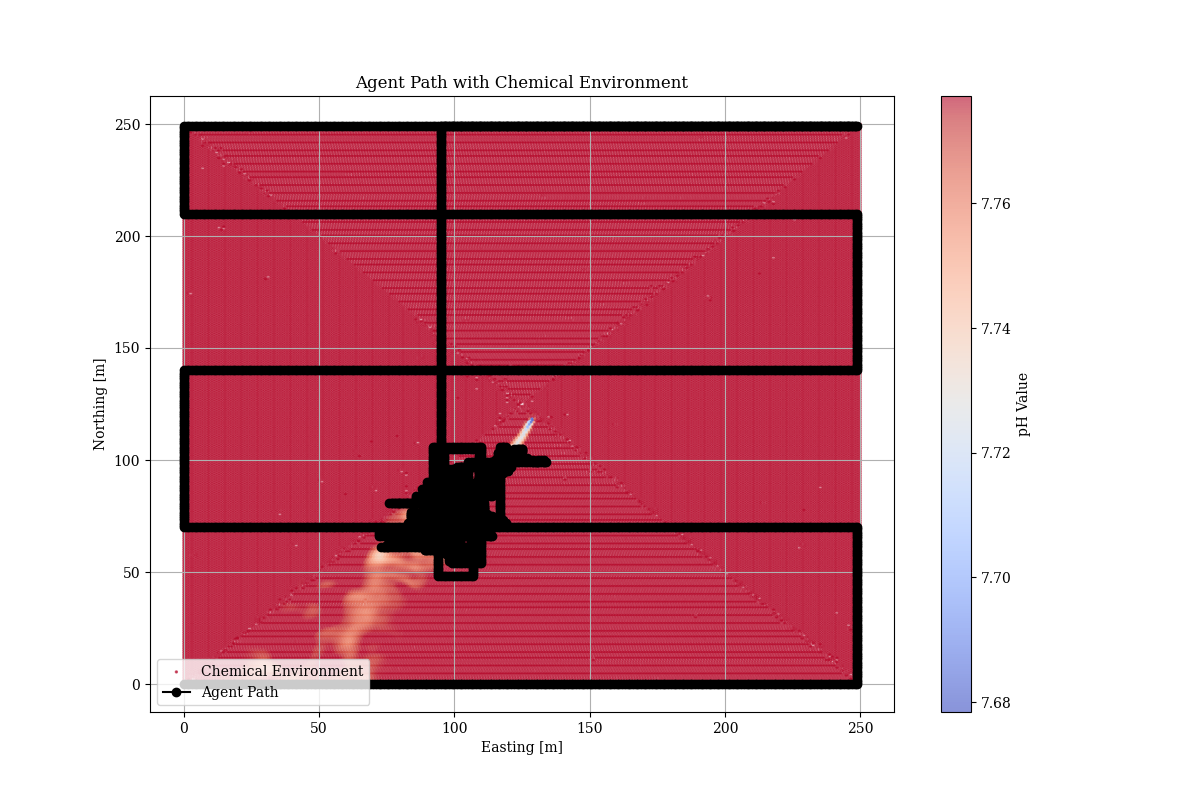 Agent Path with Chemical Environment
250
200
150
100
50
0
Northing [m]
0
50
100
150
200
250
Easting [m]
Chemical Environment
Agent Path
7.76
7.74
7.72
7.70
7.68
pH Value